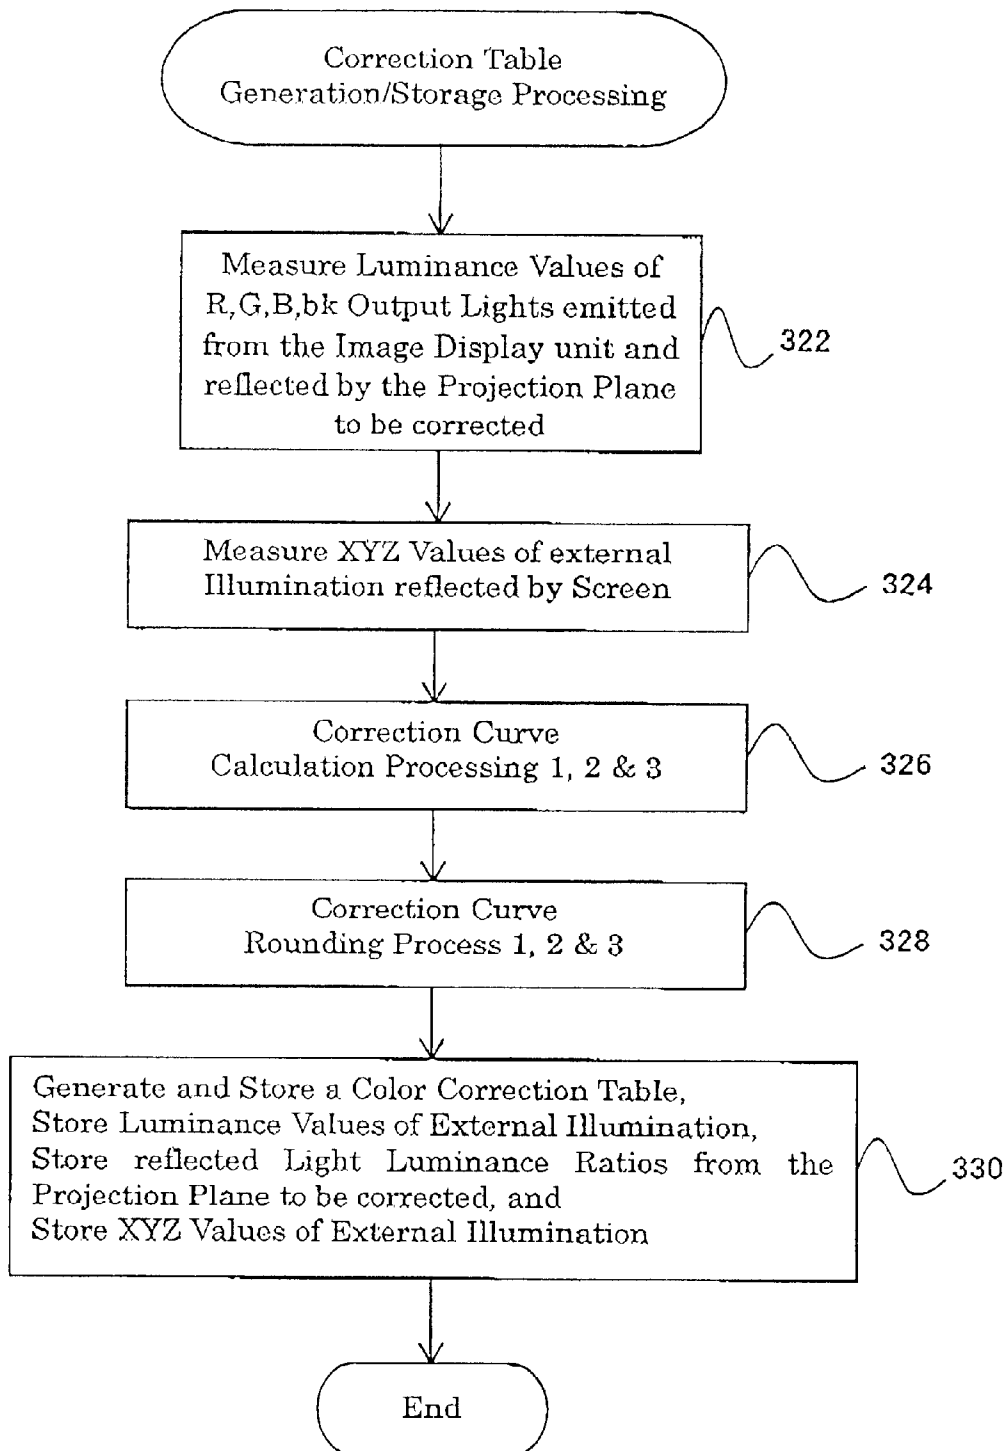 Correction Table
Generation/Storage Processing
Measure Luminance Values of
R,G,B,bk Output Lights emitted
from the Image Display unit and
reflected by the Projection Plane
to be corrected
322
Measure XYZ Values of external
Illumination reflected by Screen
324
Correction Curve
Calculation Processing 1, 2 & 3
326
Correction Curve
Rounding Process 1, 2 & 3
328
Generate and Store a Color Correction Table,
Store Luminance Values of External Illumination,
Store reflected Light Luminance Ratios from the
Projection Plane to be corrected, and
Store XYZ Values of External Illumination
330
End